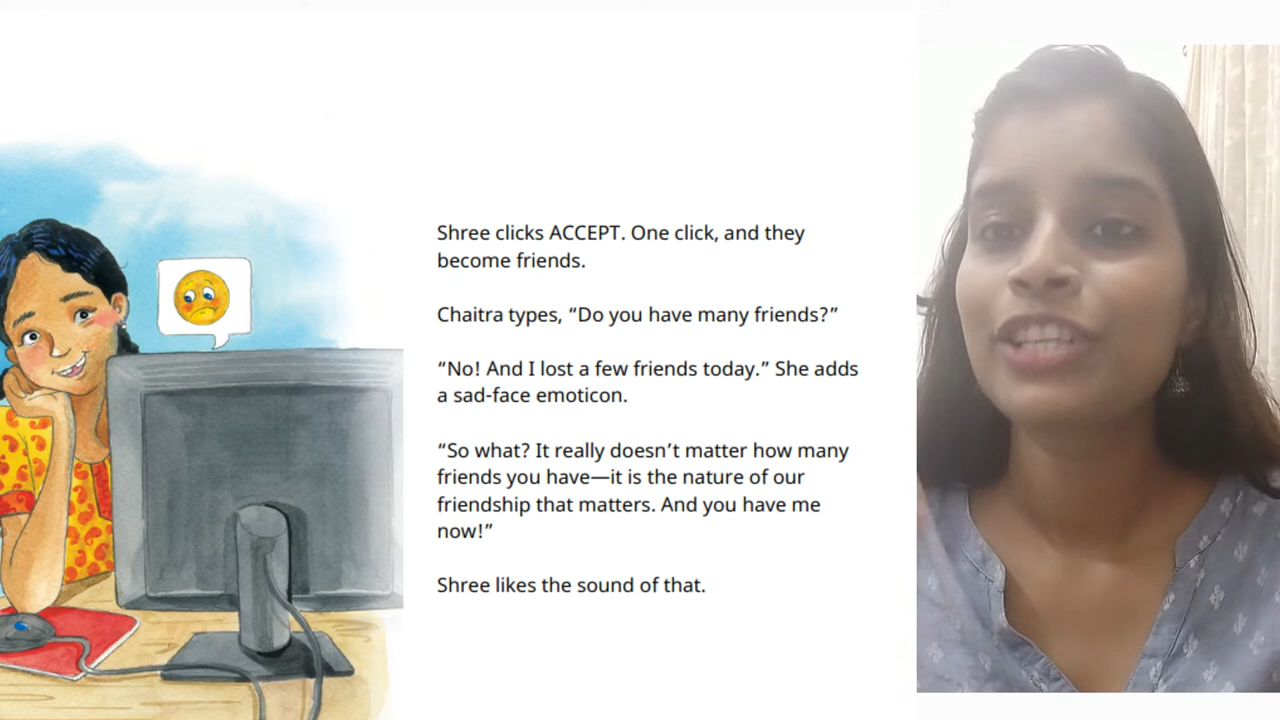 Shree clicks ACCEPT. One click, and they
become friends.
Chaitra types, “Do you have many friends?”
“No! And I lost a few friends today.” She adds
a sad-face emoticon.
“So what? It really doesn’t matter how many
friends you have—it is the nature of our
friendship that matters. And you have me
now!”
Shree likes the sound of that.